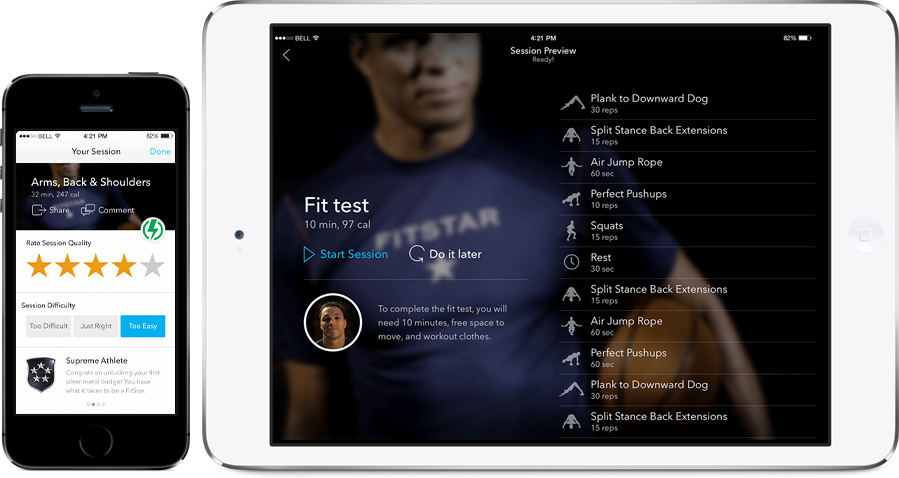 BELL
4:21 PM
82%
Your Session
Done
Arms, Back & Shoulders
32 min, 247 cal
Share
Comment
Rate Session Quality
Session Difficulty
Too Difficult
Just Right
Too Easy
Supreme Athlete
Congrats on unlocking your first
silver metal badge! You have
what it takes to be a FitStar.
BELL
4:21 PM
82%
Session Preview
Ready!
FITSTAR
Fit test
10 min, 97 cal
Start Session
Do it later
To complete the fit test, you will
need 10 minutes, free space to
move, and workout clothes.
Plank to Downward Dog
30 reps
Split Stance Back Extensions
15 reps
Air Jump Rope
60 sec
Perfect Pushups
10 reps
Squats
15 reps
Rest
30 sec
Split Stance Back Extensions
15 reps
Air Jump Rope
60 sec
Perfect Pushups
60 sec
Plank to Downward Dog
30 reps
Split Stance Back Extensions
15 reps